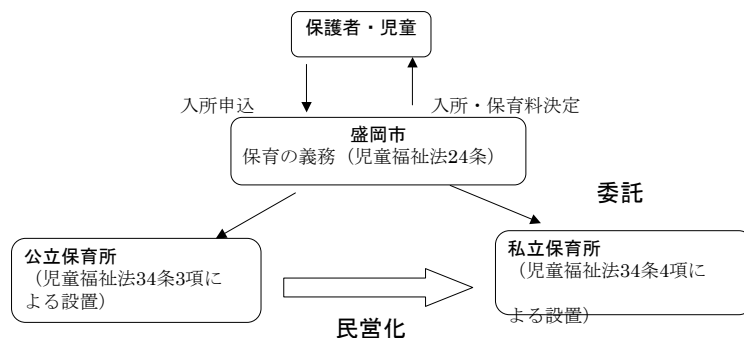 保護者・児童
入所申込
入所・保育料決定
盛岡市
保育の義務（児童福祉法24条）
委託
公立保育所
（児童福祉法34条3項に
よる設置）
私立保育所
（児童福祉法34条4項に
よる設置）
民営化